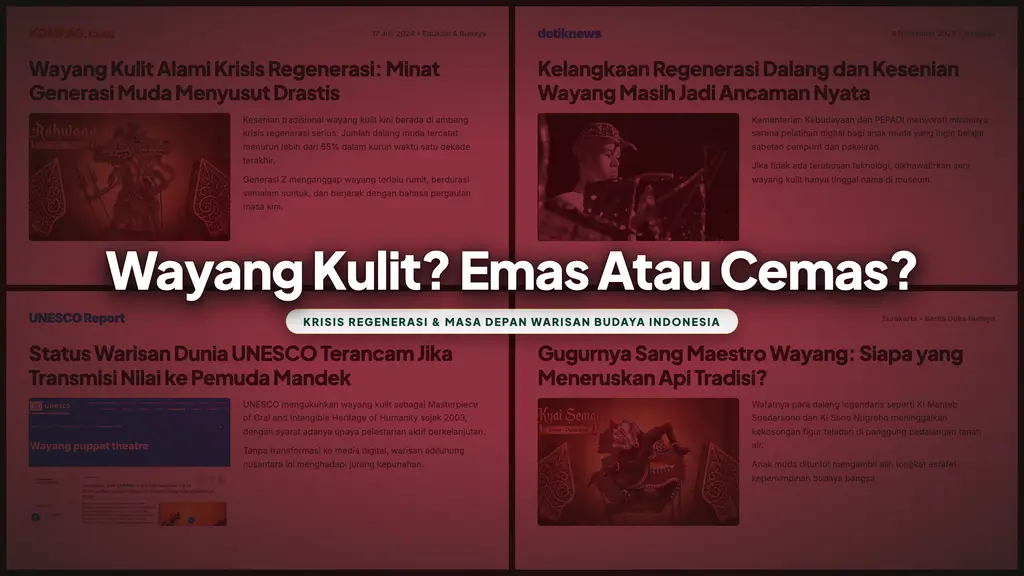 KOMPAS.com
17 Juli 2024 • Edukasi & Budaya
Wayang Kulit Alami Krisis Regenerasi: Minat
Generasi Muda Menyusut Drastis
Kesenian tradisional wayang kulit kini berada di ambang
krisis regenerasi serius. Jumlah dalang muda tercatat
menurun lebih dari 65% dalam kurun waktu satu dekade
terakhir.
Generasi Z menganggap wayang terlalu rumit, berdurasi
semalam suntuk, dan berjarak dengan bahasa pergaulan
masa kini.
Rahwana
detiknews
Kelangkaan Regenerasi Dalang dan Kesenian
Wayang Masih Jadi Ancaman Nyata
Kementerian Kebudayaan dan PEPADI menyoroti minimnya
sarana pelatihan digital bagi anak muda yang ingin belajar
sabetan cempurit dan pakeliran.
Jika tidak ada terobosan teknologi, dikhawatirkan seni
wayang kulit hanya tinggal nama di museum.
Wayang Kulit? Emas Atau Cemas?
KRISIS REGENERASI & MASA DEPAN WARISAN BUDAYA INDONESIA
UNESCO Report
Status Warisan Dunia UNESCO Terancam Jika
Transmisi Nilai ke Pemuda Mandek
UNESCO mengukuhkan wayang kulit sebagai Masterpiece
of Oral and Intangible Heritage of Humanity sejak 2003,
dengan syarat adanya upaya pelestarian aktif berkelanjutan.
Tanpa transformasi ke media digital, warisan adiluhung
nusantara ini menghadapi jurang kepunahan.
unesco
Wayang puppet theatre
Surakarta • Berita Duka Budaya
Gugurnya Sang Maestro Wayang: Siapa yang
Meneruskan Api Tradisi?
Wafatnya para dalang legendaris seperti Ki Manteb
Soedarsono dan Ki Seno Nugroho meninggalkan
kekosongan figur teladan di panggung pedalangan tanah
air.
Anak muda dituntut mengambil alih tongkat estafet
kepemimpinan budaya bangsa
Kyai Semar